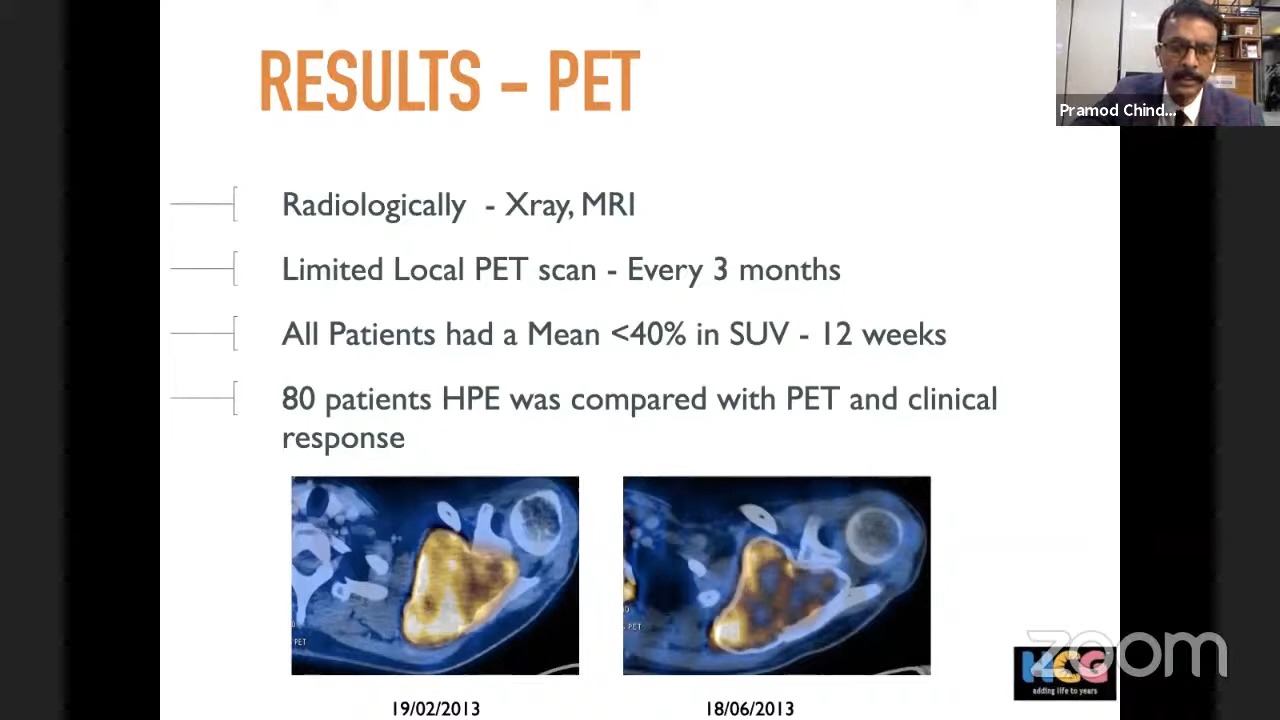 RESULTS - PET
Pramod Chind...
Radiologically - Xray, MRI
Limited Local PET scan - Every 3 months
All Patients had a Mean <40% in SUV - 12 weeks
80 patients HPE was compared with PET and clinical
response
PET
PET
19/02/2013
18/06/2013
zoom
HCG
adding life to years